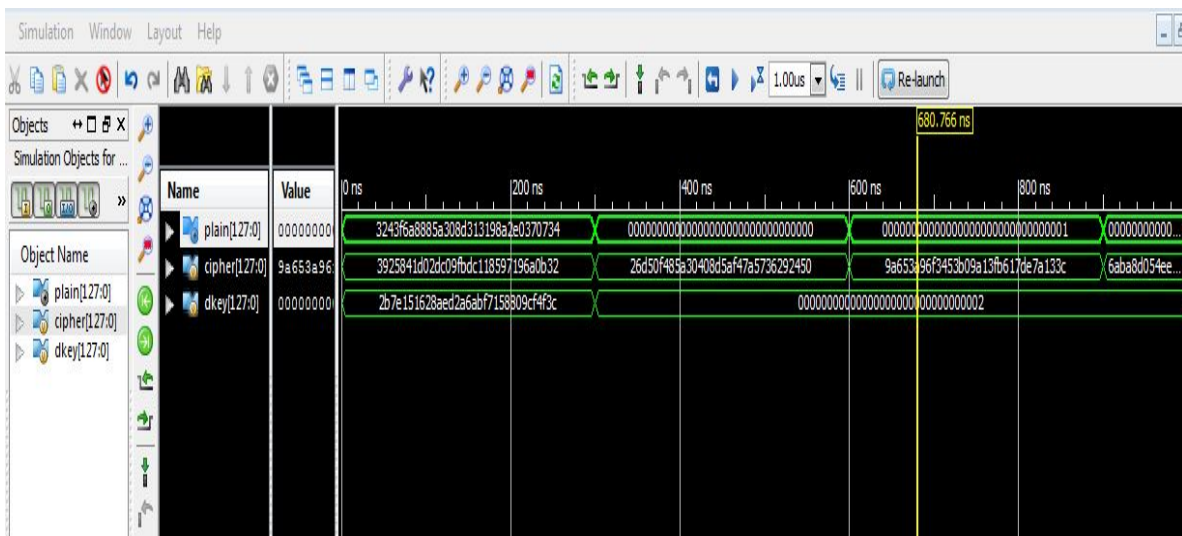 Simulation Window Layout Help
1.00us Re-launch
Objects
Simulation Objects for ...
Object Name
plain[127:0]
cipher[127:0]
dkey[127:0]
680.766 ns
Name Value 0 ns 200 ns 400 ns 600 ns 800 ns
plain[127:0] 00000000 3243f6a8885a308d313198a2e0370734 00000000000000000000000000000000 00000000000000000000000000000001 0000000000...
cipher[127:0] 9a653a96 3925841d02dc09fbdc118597196a0b32 26d50f485a30408d5af47a5736292450 9a653a96f3453b09a13fb617de7a133c 6aba8d054ee...
dkey[127:0] 00000000 2b7e151628aed2a6abf7158809cf4f3c 00000000000000000000000000000002